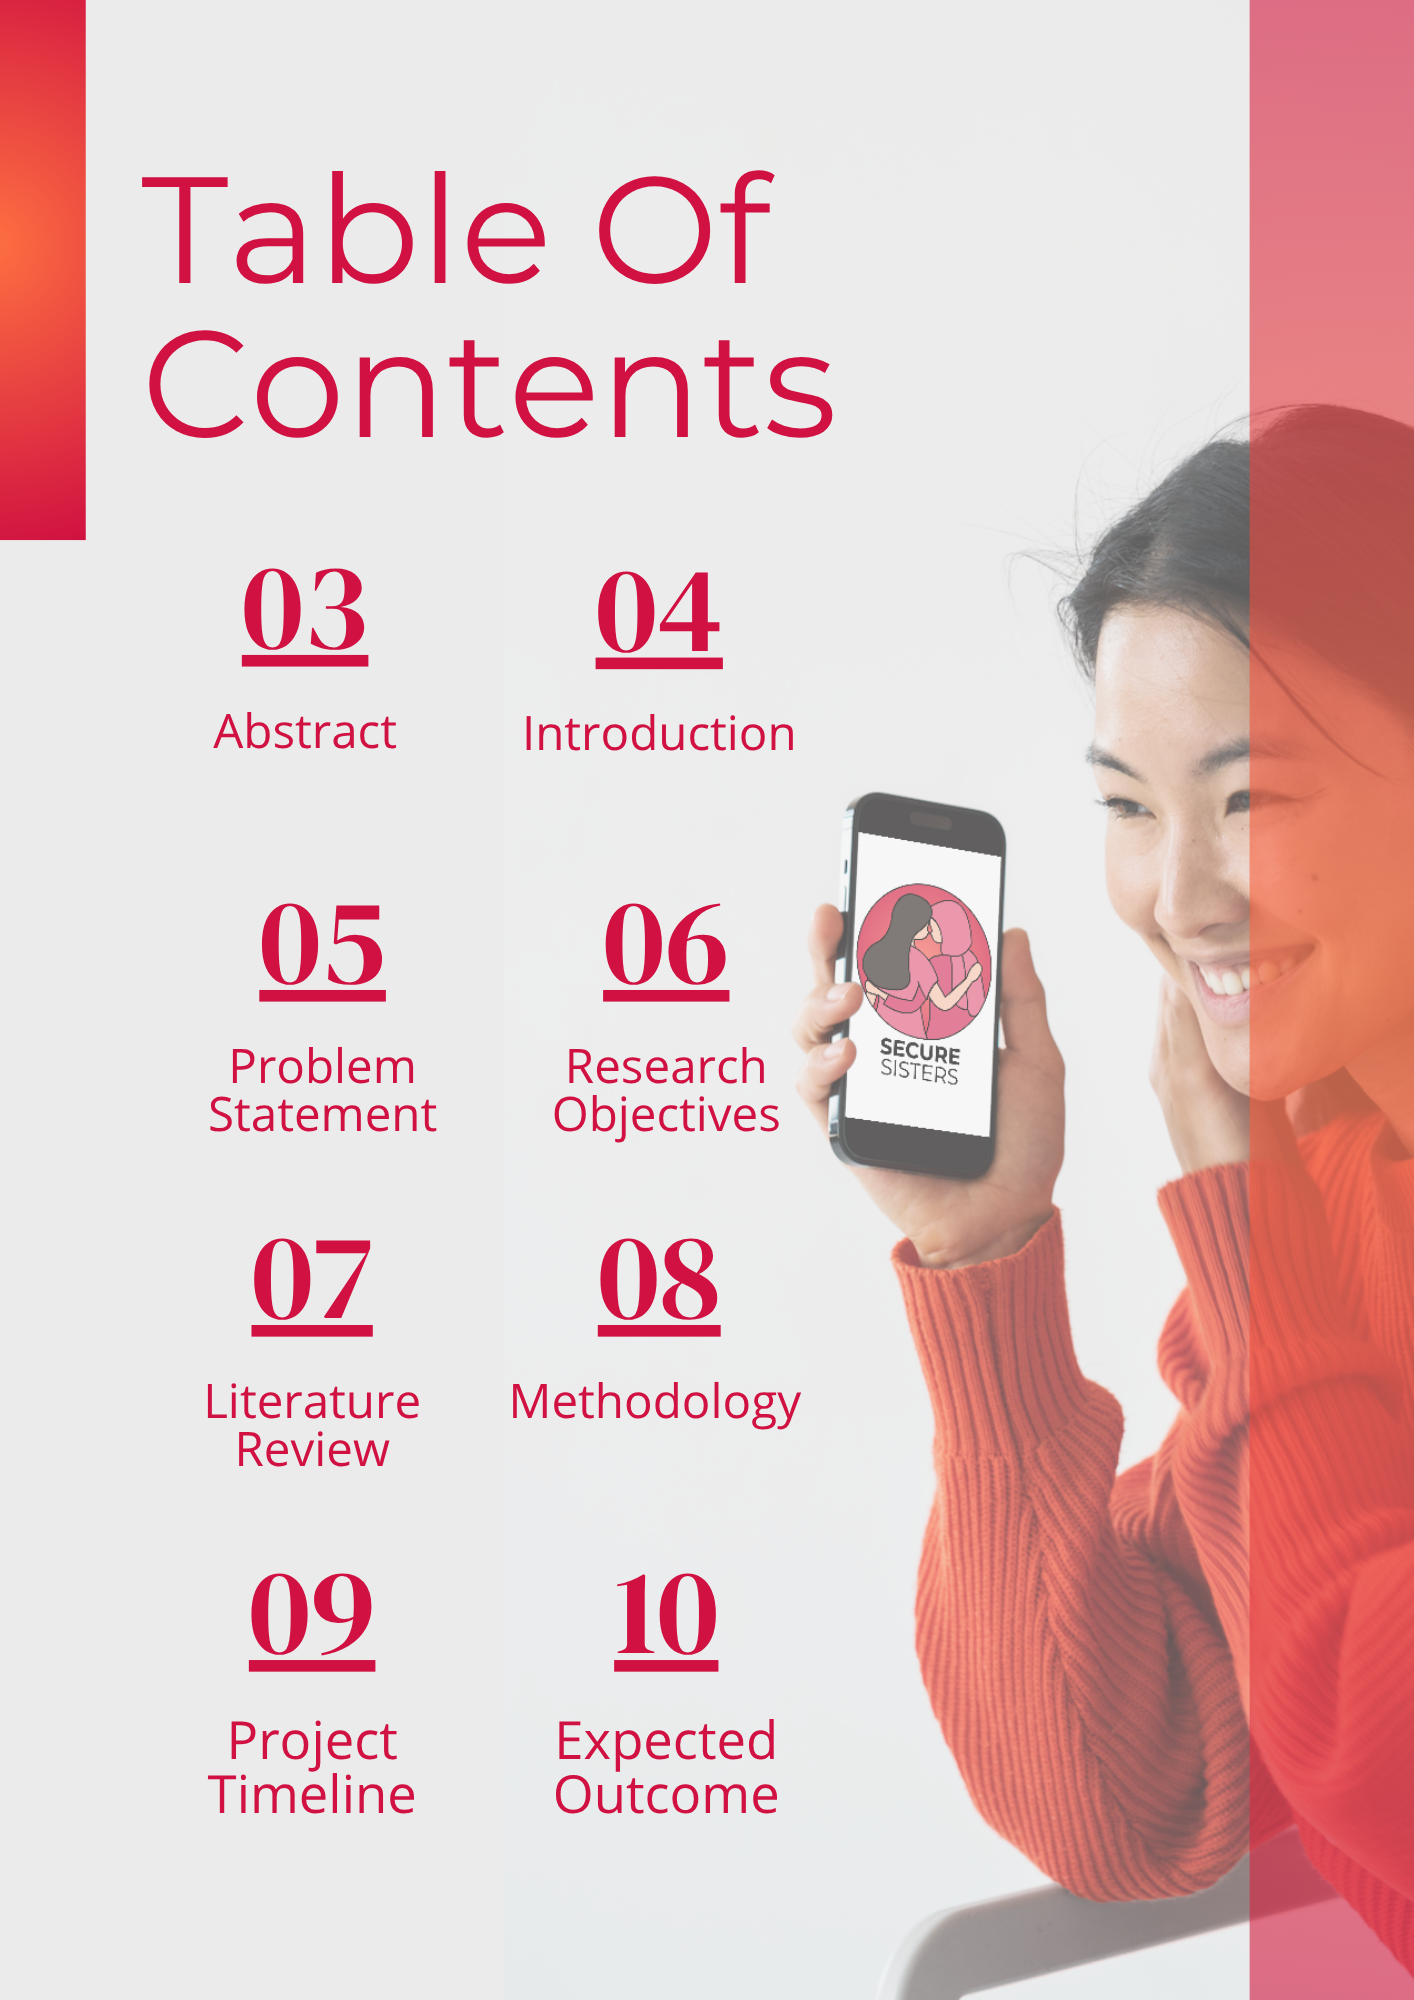 Table Of
Contents
03
Abstract
04
Introduction
05
Problem
Statement
06
Research
Objectives
SECURE
SISTERS
07
Literature
Review
08
Methodology
09
Project
Timeline
10
Expected
Outcome